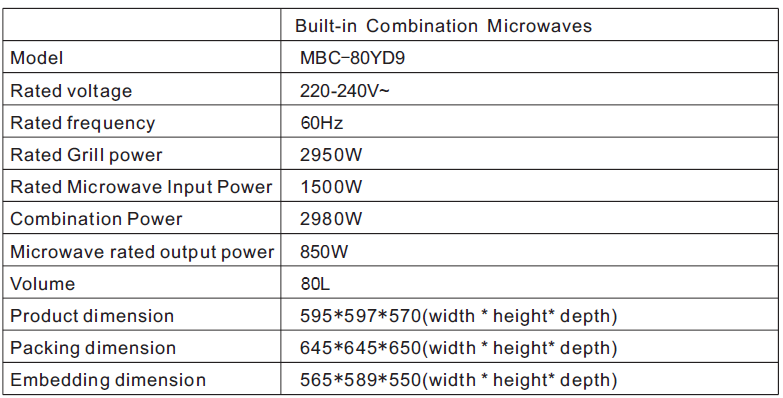 Built-in Combination Microwaves
Model MBC-80YD9
Rated voltage 220-240V~
Rated frequency 60Hz
Rated Grill power 2950W
Rated Microwave Input Power 1500W
Combination Power 2980W
Microwave rated output power 850W
Volume 80L
Product dimension 595*597*570(width * height* depth)
Packing dimension 645*645*650(width * height* depth)
Embedding dimension 565*589*550(width * height* depth)